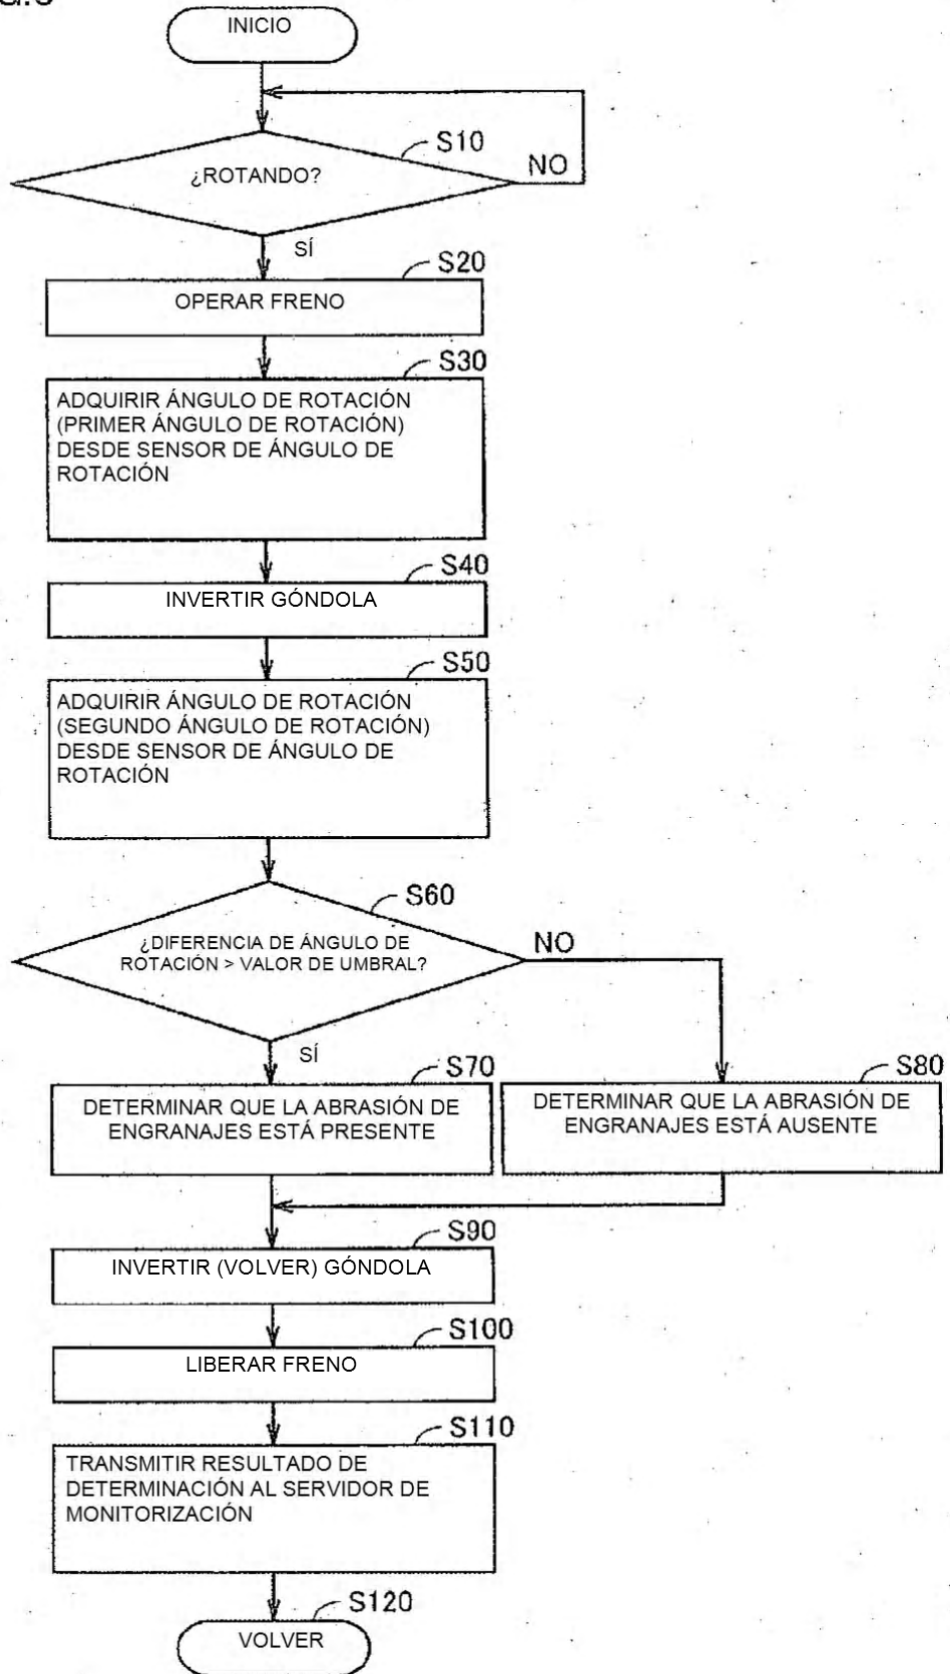 INICIO
S10
¿ROTANDO?
NO
SÍ
S20
OPERAR FRENO
S30
ADQUIRIR ÁNGULO DE ROTACIÓN
(PRIMER ÁNGULO DE ROTACIÓN)
DESDE SENSOR DE ÁNGULO DE
ROTACIÓN
S40
INVERTIR GÓNDOLA
S50
ADQUIRIR ÁNGULO DE ROTACIÓN
(SEGUNDO ÁNGULO DE ROTACIÓN)
DESDE SENSOR DE ÁNGULO DE
ROTACIÓN
S60
¿DIFERENCIA DE ÁNGULO DE
ROTACIÓN > VALOR DE UMBRAL?
NO
SÍ
S70
DETERMINAR QUE LA ABRASIÓN DE
ENGRANAJES ESTÁ PRESENTE
S80
DETERMINAR QUE LA ABRASIÓN DE
ENGRANAJES ESTÁ AUSENTE
S90
INVERTIR (VOLVER) GÓNDOLA
S100
LIBERAR FRENO
S110
TRANSMITIR RESULTADO DE
DETERMINACIÓN AL SERVIDOR DE
MONITORIZACIÓN
S120
VOLVER